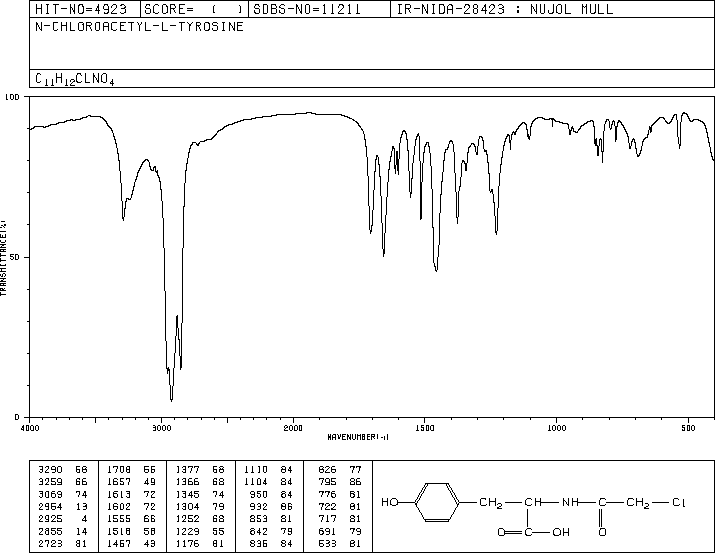 HIT-NO=4923 SCORE= ( ) SDBS-NO=11211 IR-NIDA-28423 : NUJOL MULL
N-CHLOROACETYL-L-TYROSINE
C11H12CLNO4
100
TRANSMITTANCE(%)
50
0
4000 3000 2000 1500 1000 500
WAVENUMBER(-1)
3290 1708 1377 68 1110 84 826 77
3259 66 1657 49 1366 68 1104 84 795 86
3069 74 1613 72 1345 74 950 84 776 81
2954 13 1602 72 1304 79 932 86 722 81
2925 4 1555 66 1252 68 853 81 717 81
2855 14 1518 58 1229 55 842 79 691 79
2723 81 1467 43 1176 81 836 84 533 81
HO CH2 CH NH C CH2 Cl
O C OH O